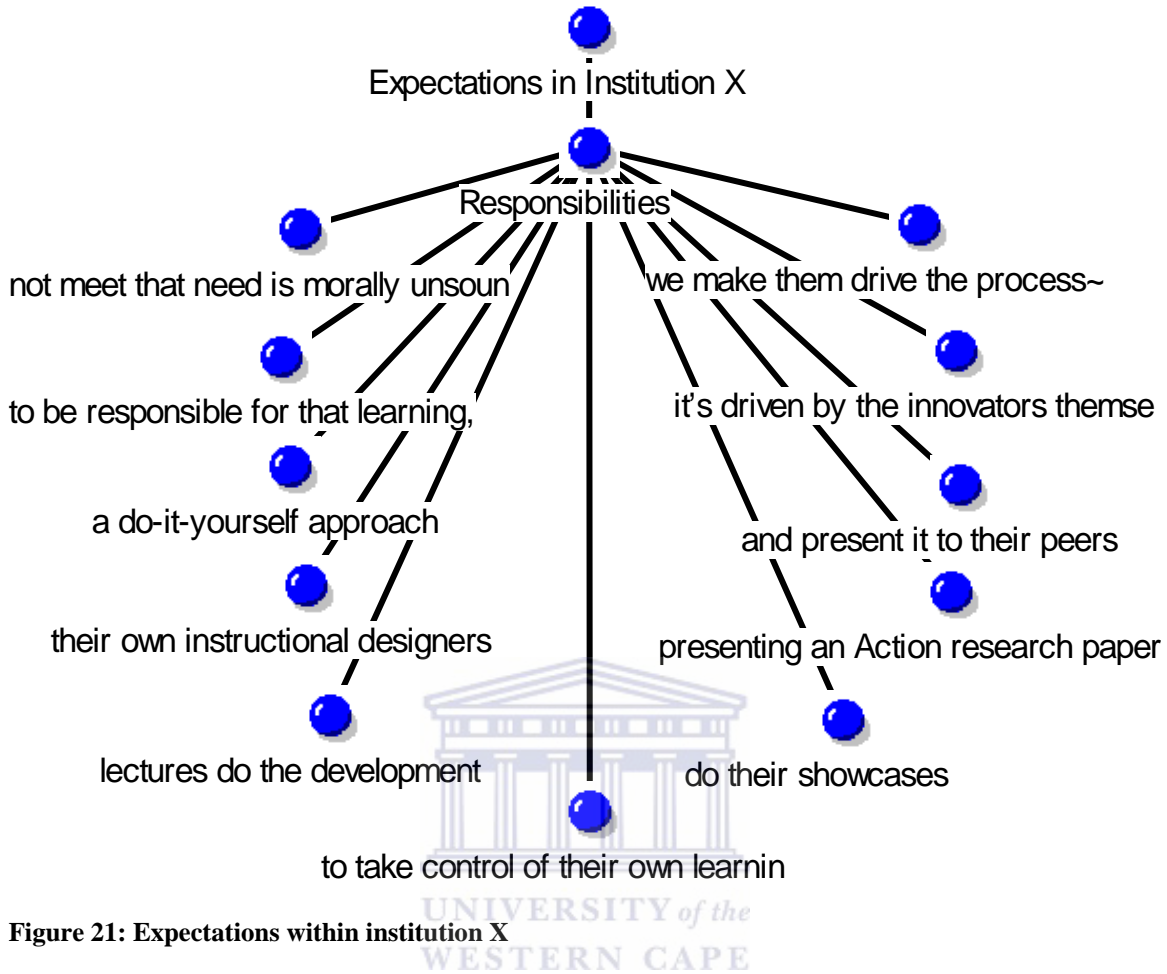 Expectations in Institution X
Responsibilities
not meet that need is morally unsoun
we make them drive the process~
to be responsible for that learning,
it's driven by the innovators themse
a do-it-yourself approach
and present it to their peers
their own instructional designers
presenting an Action research paper
lectures do the development
do their showcases
to take control of their own learnin
UNIVERSITY of the
Figure 21: Expectations within institution X
WESTERN CAPE